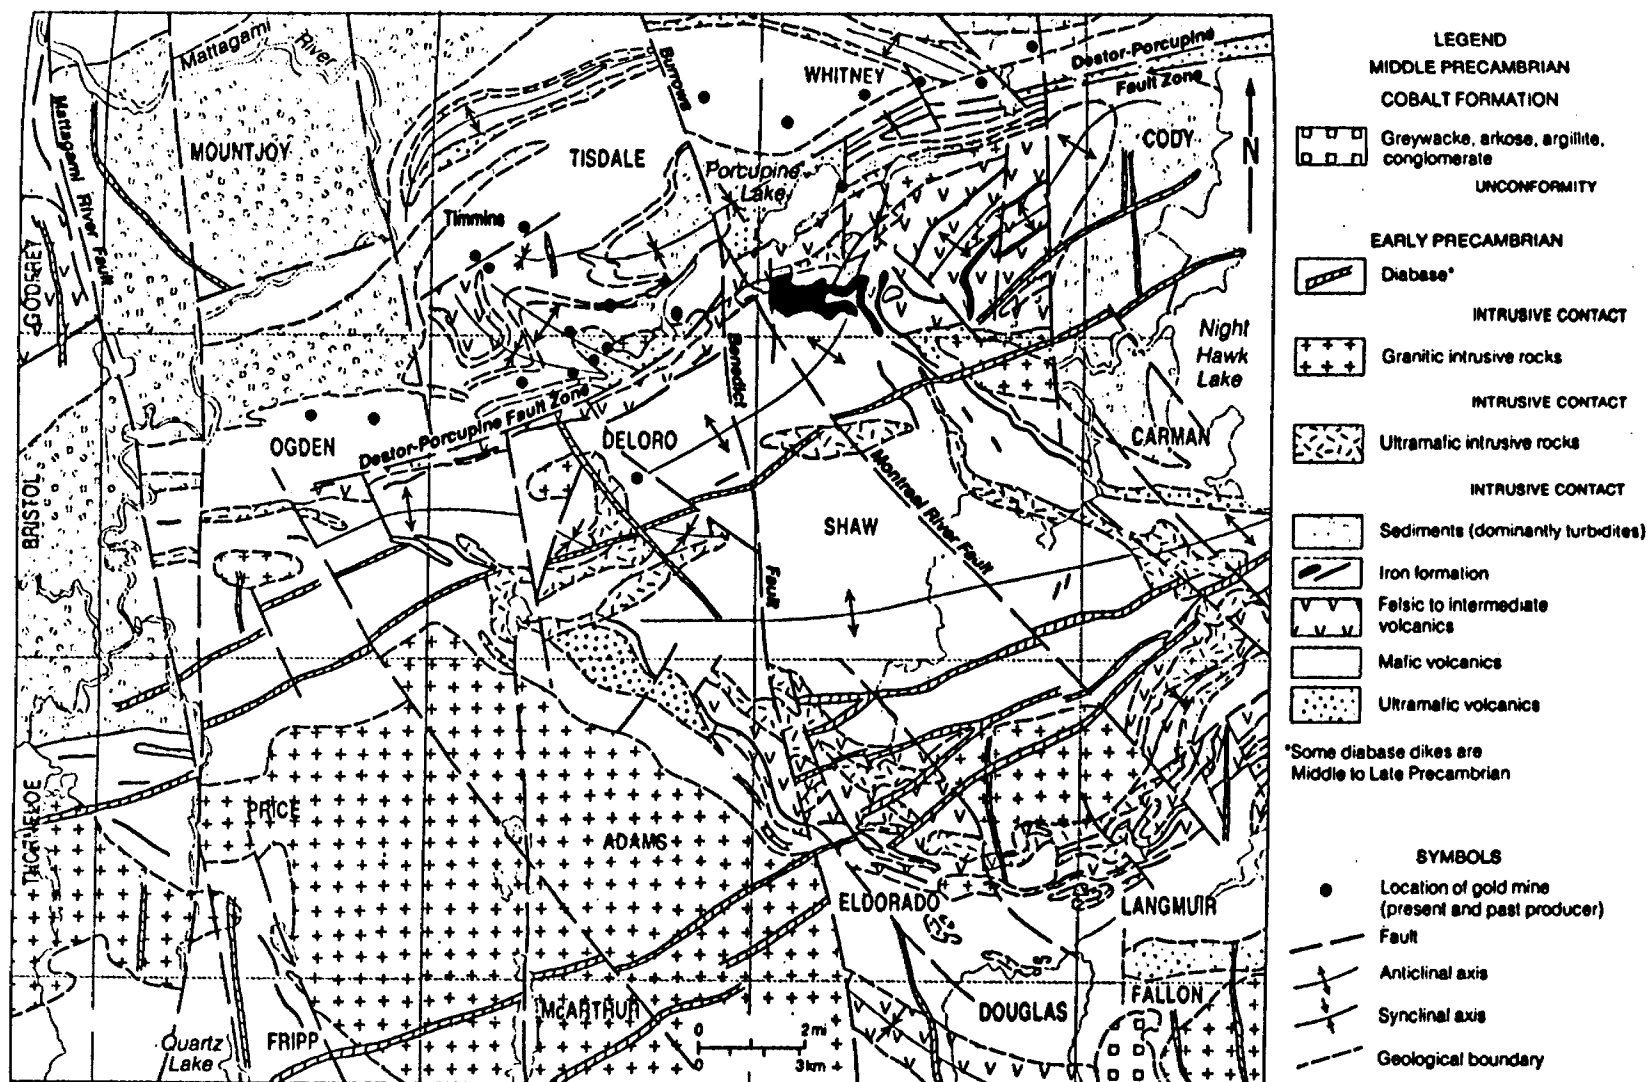 Mattagami River
Burrows
WHITNEY
Destor-Porcupine
Fault Zone
Mattagami River Fault
MOUNTJOY
TISDALE
Porcupine
Lake
CODY
N
Timmins
GODFREY
Night
Hawk
Lake
Benedict
Fault
OGDEN
Destor-Porcupine Fault Zone
DELORO
CARMAN
BRISTOL
SHAW
Montreal River Fault
PRICE
ADAMS
THORNELOE
ELDORADO
LANGMUIR
FALLON
McARTHUR
DOUGLAS
Quartz
Lake
FRIPP
0 2 mi
0 3 km
LEGEND
MIDDLE PRECAMBRIAN
COBALT FORMATION
Greywacke, arkose, argillite,
conglomerate
UNCONFORMITY
EARLY PRECAMBRIAN
Diabase*
INTRUSIVE CONTACT
Granitic intrusive rocks
INTRUSIVE CONTACT
Ultramafic intrusive rocks
INTRUSIVE CONTACT
Sediments (dominantly turbidites)
Iron formation
Felsic to intermediate
volcanics
Mafic volcanics
Ultramafic volcanics
*Some diabase dikes are
Middle to Late Precambrian
SYMBOLS
Location of gold mine
(present and past producer)
Fault
Anticlinal axis
Synclinal axis
Geological boundary